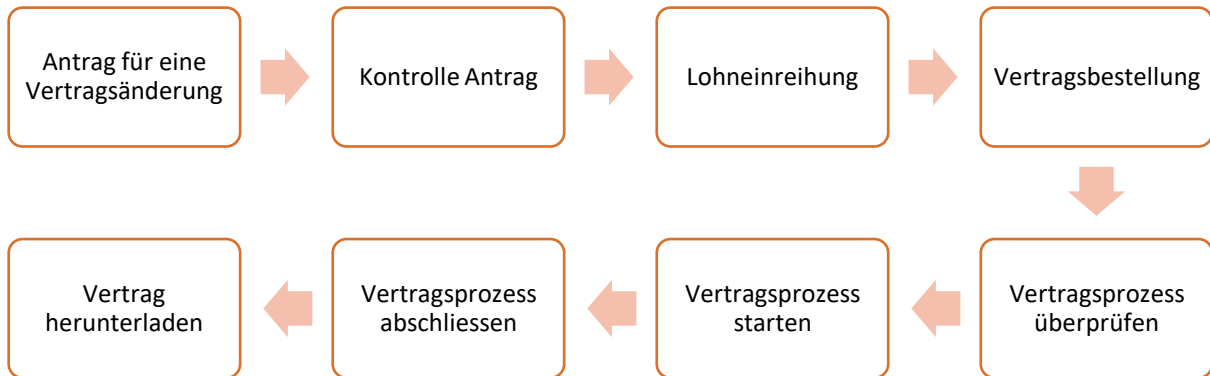 Antrag für eine
Vertragsänderung
Kontrolle Antrag
Lohneinreihung
Vertragsbestellung
Vertragsprozess
überprüfen
Vertragsprozess
starten
Vertragsprozess
abschliessen
Vertrag
herunterladen